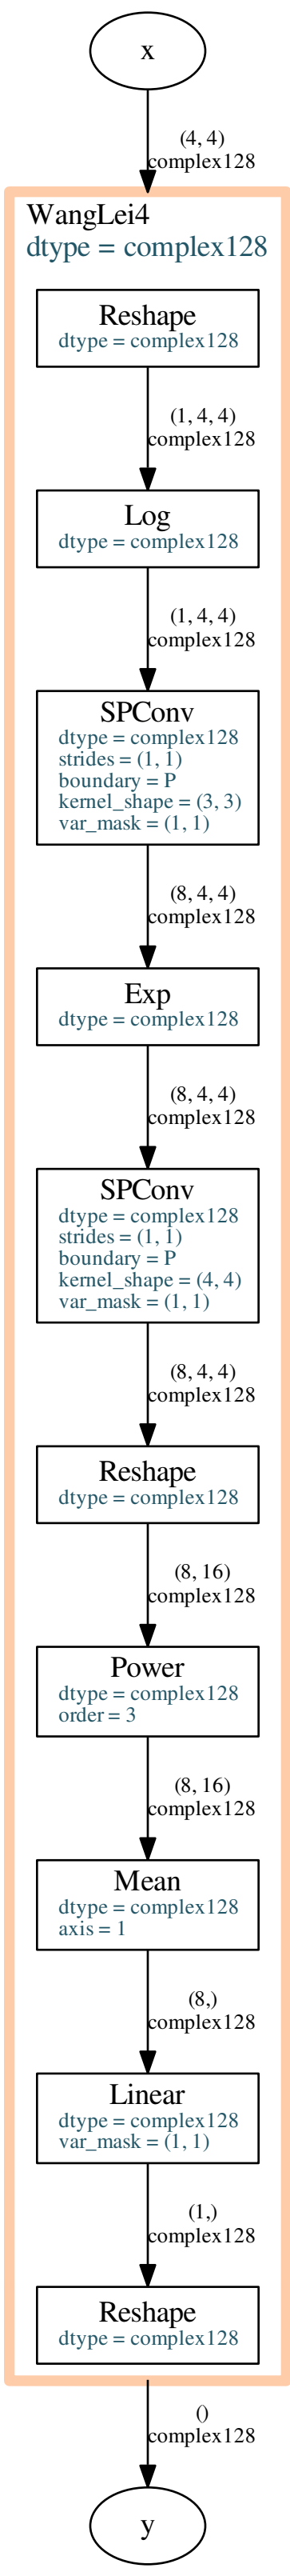 x
(4, 4)
complex128
WangLei4
dtype = complex128
Reshape
dtype = complex128
(1, 4, 4)
complex128
Log
dtype = complex128
(1, 4, 4)
complex128
SPConv
dtype = complex128
strides = (1, 1)
boundary = P
kernel_shape = (3, 3)
var_mask = (1, 1)
(8, 4, 4)
complex128
Exp
dtype = complex128
(8, 4, 4)
complex128
SPConv
dtype = complex128
strides = (1, 1)
boundary = P
kernel_shape = (4, 4)
var_mask = (1, 1)
(8, 4, 4)
complex128
Reshape
dtype = complex128
(8, 16)
complex128
Power
dtype = complex128
order = 3
(8, 16)
complex128
Mean
dtype = complex128
axis = 1
(8,)
complex128
Linear
dtype = complex128
var_mask = (1, 1)
(1,)
complex128
Reshape
dtype = complex128
()
complex128
y